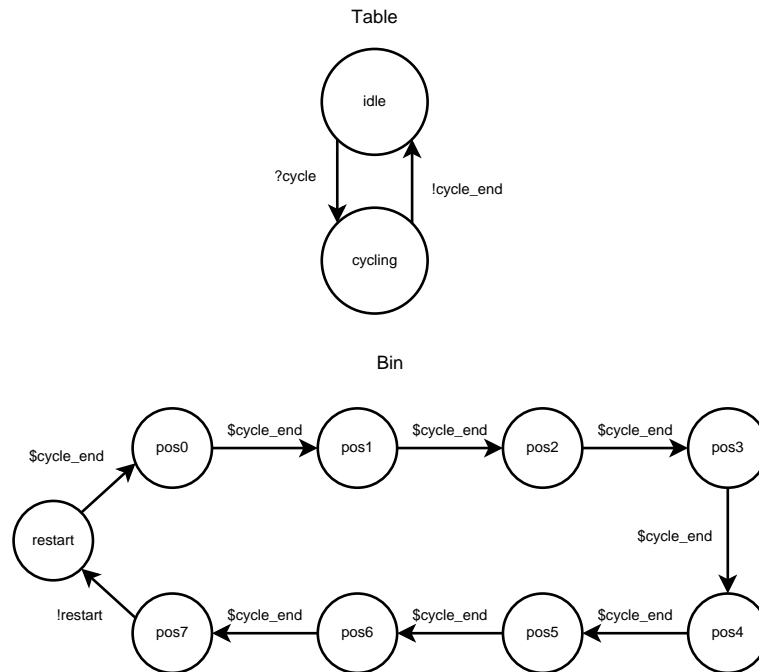 Table
idle
?cycle
!cycle_end
cycling
Bin
pos0
$cycle_end
pos1
$cycle_end
pos2
$cycle_end
pos3
$cycle_end
restart
$cycle_end
!restart
pos7
$cycle_end
pos6
$cycle_end
pos5
$cycle_end
pos4